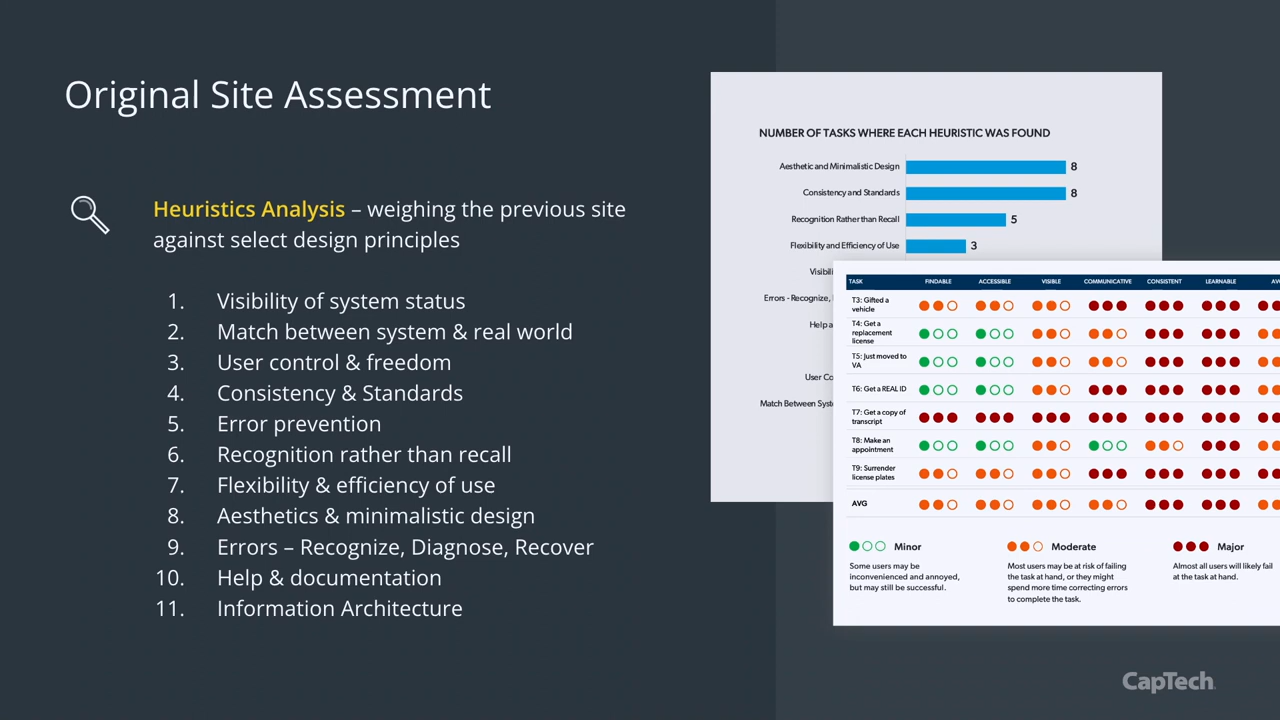 Original Site Assessment
Heuristics Analysis – weighing the previous site
against select design principles
1. Visibility of system status
2. Match between system & real world
3. User control & freedom
4. Consistency & Standards
5. Error prevention
6. Recognition rather than recall
7. Flexibility & efficiency of use
8. Aesthetics & minimalistic design
9. Errors – Recognize, Diagnose, Recover
10. Help & documentation
11. Information Architecture
NUMBER OF TASKS WHERE EACH HEURISTIC WAS FOUND
Aesthetic and Minimalistic Design 8
Consistency and Standards 8
Recognition Rather than Recall 5
Flexibility and Efficiency of Use 3
Errors - Recognize,
Help
User
Match Between
TASK FINDABLE ACCESSIBLE VISIBLE COMMUNICATIVE CONSISTENT LEARNABLE
T3: Gifted a
vehicle
T4: Get a
replacement
license
T5: Just moved to
VA
T6: Get a REAL ID
T7: Get a copy of
transcript
T8: Make an
appointment
T9: Surrender
license plates
AVG
Minor
Some users may be
inconvenienced and annoyed,
but may still be successful.
Moderate
Most users may be at risk of failing
the task at hand, or they might
spend more time correcting errors
to complete the task.
Major
Almost all users will likely fail
at the task at hand.
CapTech